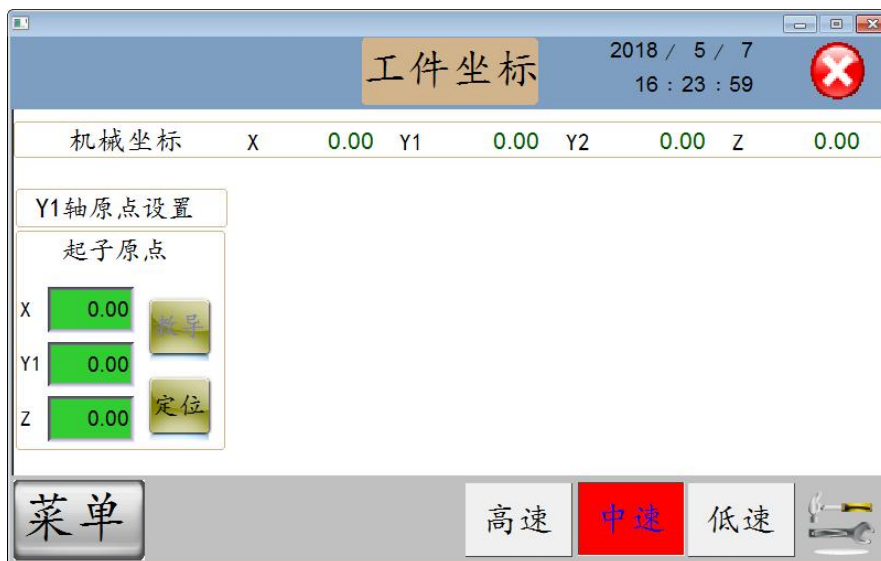 工件坐标
2018 / 5 / 7
16 : 23 : 59
机械坐标 X 0.00 Y1 0.00 Y2 0.00 Z 0.00
Y1轴原点设置
起子原点
X 0.00
教导
Y1 0.00
定位
Z 0.00
菜单 高速 中速 低速